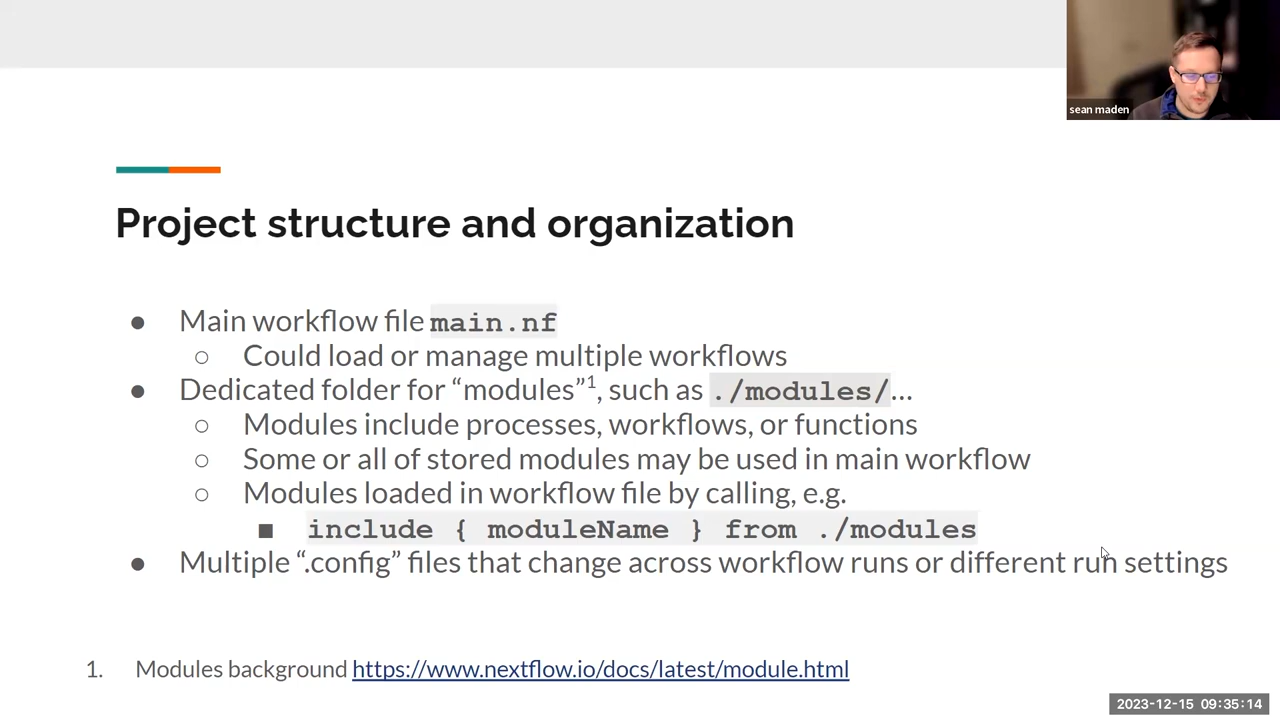 sean maden
Project structure and organization
● Main workflow file main.nf
○ Could load or manage multiple workflows
● Dedicated folder for “modules”¹, such as ./modules/…
○ Modules include processes, workflows, or functions
○ Some or all of stored modules may be used in main workflow
○ Modules loaded in workflow file by calling, e.g.
■ include { moduleName } from ./modules
● Multiple “.config” files that change across workflow runs or different run settings
1. Modules background https://www.nextflow.io/docs/latest/module.html
2023-12-15 09:35:14